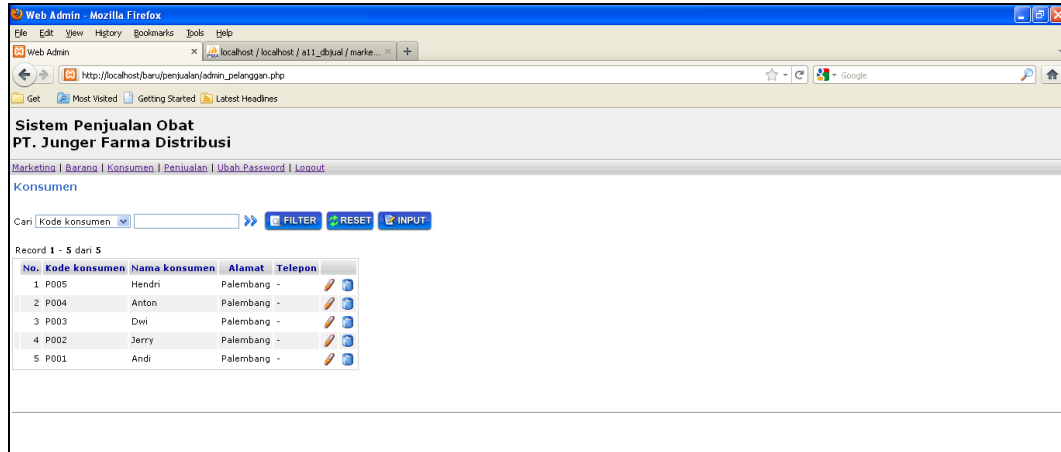 Web Admin - Mozilla Firefox
File Edit View History Bookmarks Tools Help
Web Admin × localhost / localhost / a11_dbjual / marke... × +
http://localhost/baru/penjualan/admin_pelanggan.php Google
Get Most Visited Getting Started Latest Headlines
Sistem Penjualan Obat
PT. Junger Farma Distribusi
Marketing | Barang | Konsumen | Penjualan | Ubah Password | Logout
Konsumen
Cari Kode konsumen FILTER RESET INPUT
Record 1 - 5 dari 5
No. Kode konsumen Nama konsumen Alamat Telepon
1 P005 Hendri Palembang -
2 P004 Anton Palembang -
3 P003 Dwi Palembang -
4 P002 Jerry Palembang -
5 P001 Andi Palembang -